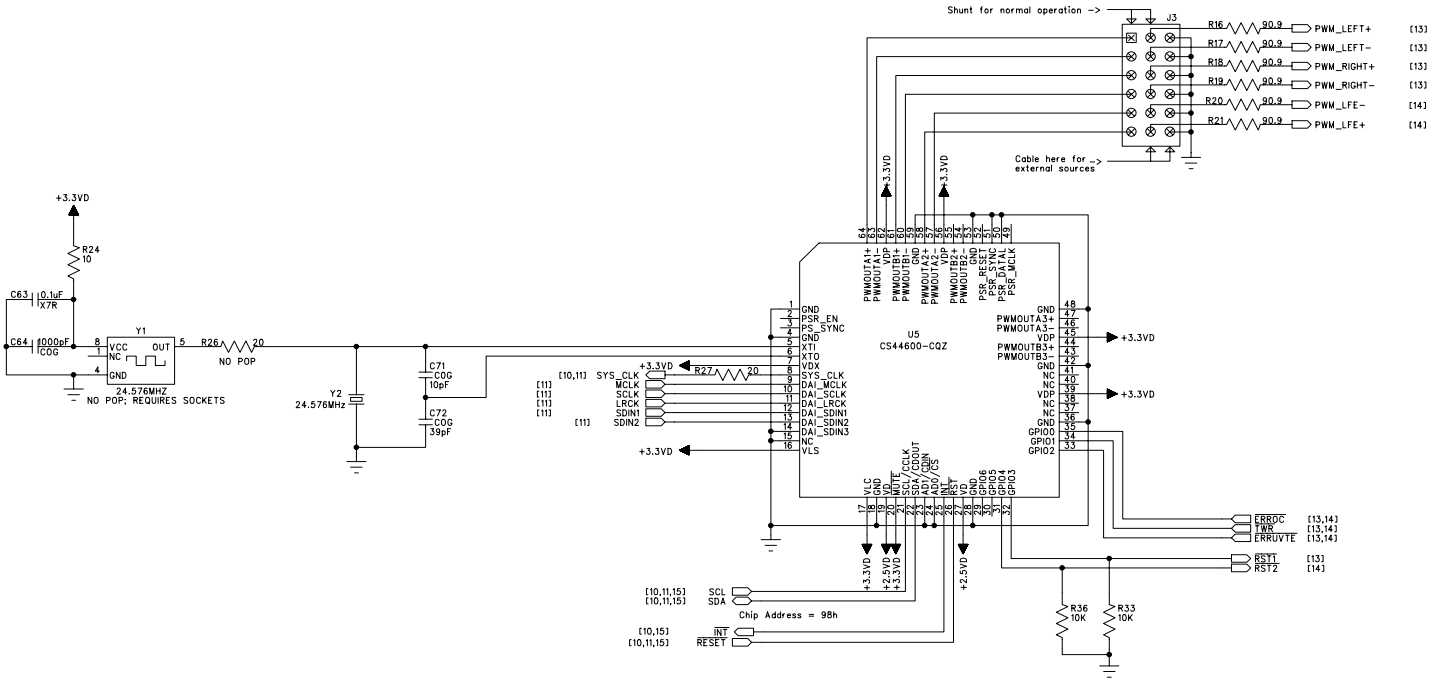 Shunt for normal operation ->
J3
R16 90.9 PWM_LEFT+ [13]
R17 90.9 PWM_LEFT- [13]
R18 90.9 PWM_RIGHT+ [13]
R19 90.9 PWM_RIGHT- [13]
R20 90.9 PWM_LFE- [14]
R21 90.9 PWM_LFE+ [14]
Cable here for ->
external sources
+3.3VD
+3.3VD
64 63 62 61 60 59 58 57 56 55 54 53 52 51 50 49
PWMOUTA1+
PWMOUTA1-
VDP
PWMOUTB1+
PWMOUTB1-
GND
PWMOUTA2+
PWMOUTA2-
VDP
PWMOUTB2+
PWMOUTB2-
GND
PSR_RESET
PSR_SYNC
PSR_DATAL
PSR_MCLK
U5
CS44600-CQZ
1 GND
2 PSR_EN
3 PS_SYNC
4 GND
5 XTI
6 XTO
7 VDX
8 SYS_CLK
9 DAI_MCLK
10 DAI_SCLK
11 DAI_LRCK
12 DAI_SDIN1
13 DAI_SDIN2
14 DAI_SDIN3
15 NC
16 VLS
GND 48
PWMOUTA3+ 47
PWMOUTA3- 46
VDP 45
PWMOUTB3+ 44
PWMOUTB3- 43
GND 42
NC 41
NC 40
VDP 39
NC 38
NC 37
GND 36
GPIO0 35
GPIO1 34
GPIO2 33
+3.3VD
+3.3VD
VLC
GND
VD
MUTE
SCL/CCLK
SDA/CDOUT
AD1/CDIN
AD0/CS
INT
RST
VD
GND
GPIO6
GPIO5
GPIO4
GPIO3
17 18 19 20 21 22 23 24 25 26 27 28 29 30 31 32
+3.3VD
+2.5VD
+3.3VD
+2.5VD
+3.3VD
R24
10
C63 0.1uF
X7R
C64 1000pF
COG
Y1
8 VCC OUT 5
1 NC
4 GND
24.576MHZ
NO POP; REQUIRES SOCKETS
R26 20
NO POP
Y2
24.576MHz
C71
COG
10pF
C72
COG
39pF
+3.3VD
[10,11] SYS_CLK R27 20
[11] MCLK
[11] SCLK
[11] LRCK
[11] SDIN1
[11] SDIN2
+3.3VD
[10,11,15] SCL
[10,11,15] SDA
Chip Address = 98h
[10,15] INT
[10,11,15] RESET
ERROC [13,14]
TWR [13,14]
ERRUVTE [13,14]
RST1 [13]
RST2 [14]
R36
10K
R33
10K